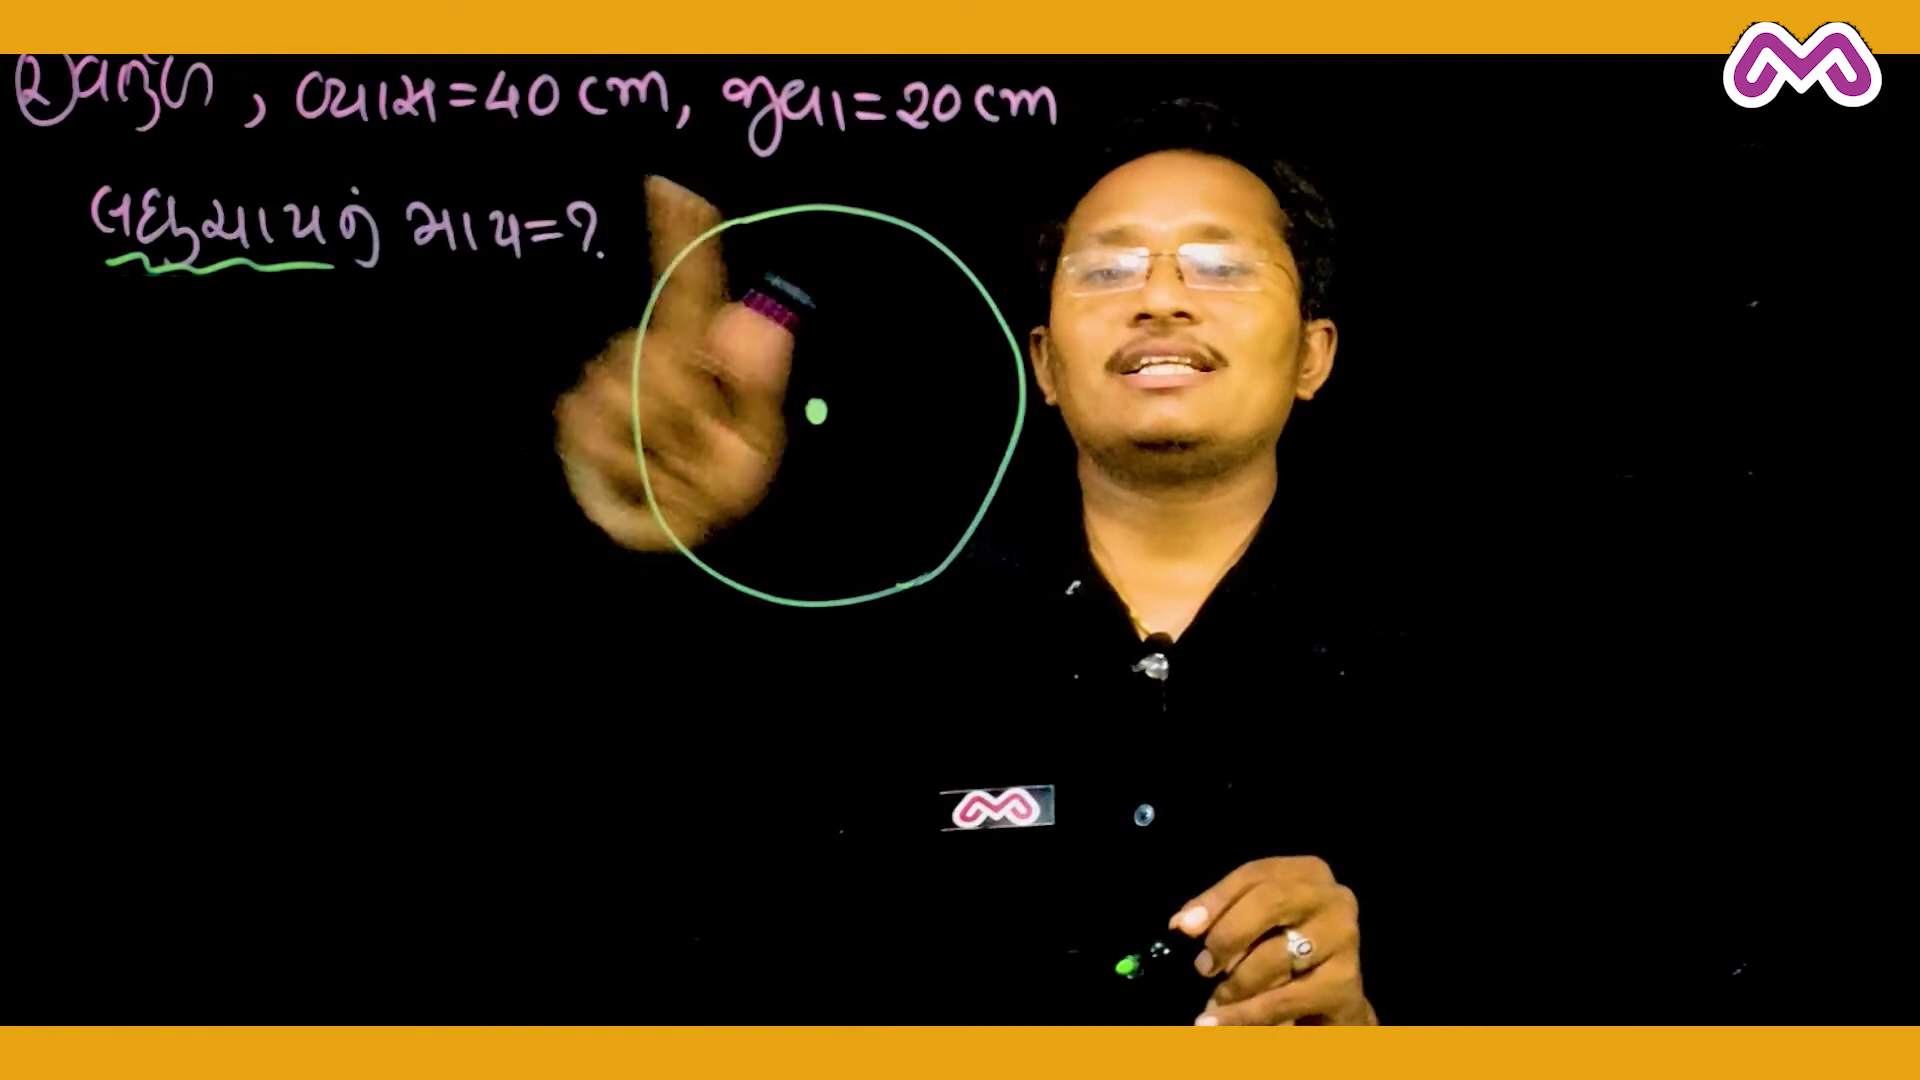 વર્તુળ, વ્યાસ=40 cm, જીવા=20 cm
લઘુચાપનું માપ=?